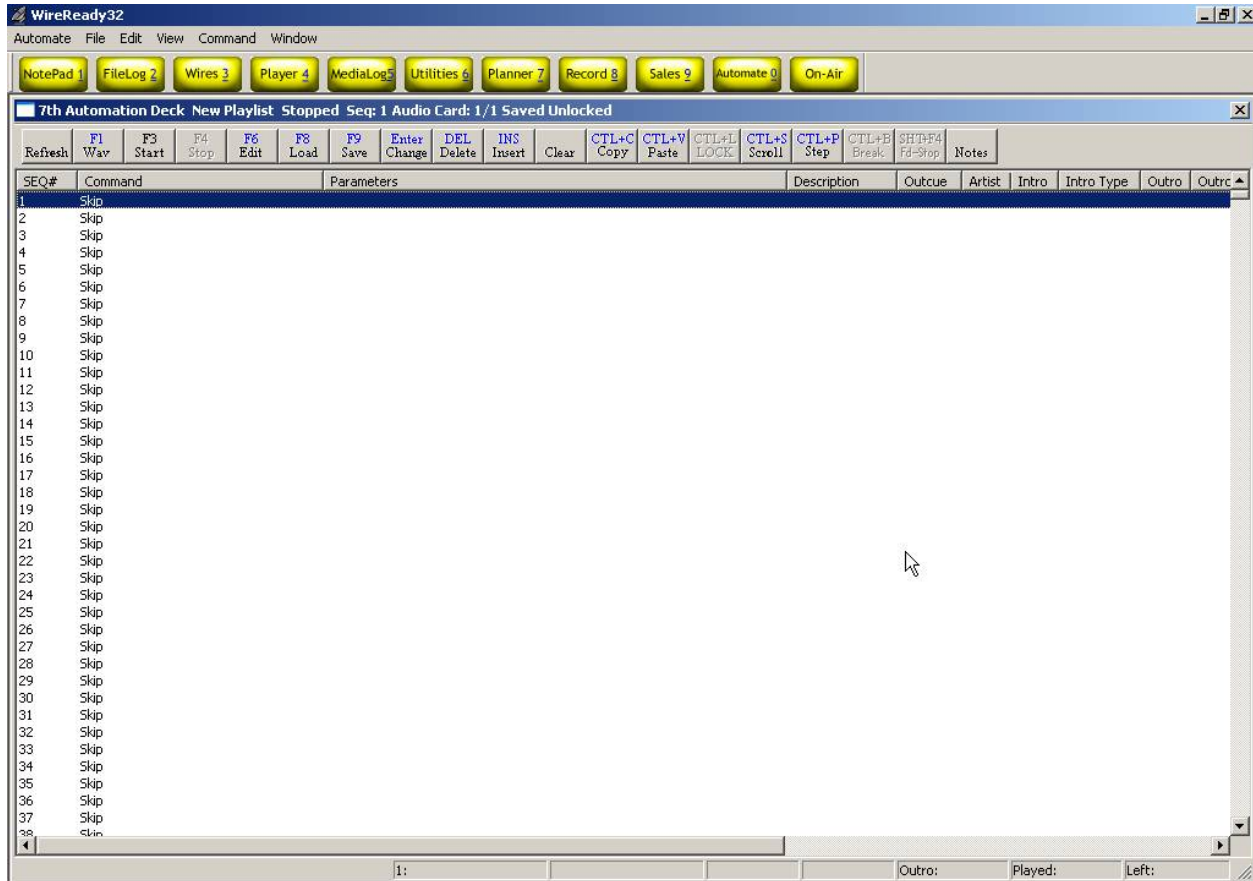 WireReady32
Automate File Edit View Command Window
NotePad 1 FileLog 2 Wires 3 Player 4 MediaLog5 Utilities 6 Planner 7 Record 8 Sales 9 Automate 0 On-Air
7th Automation Deck New Playlist Stopped Seq: 1 Audio Card: 1/1 Saved Unlocked
F1 F3 F4 F6 F8 F9 Enter DEL INS CTL+C CTL+V CTL+L CTL+S CTL+P CTL+B SHT+F4
Refresh Wav Start Stop Edit Load Save Change Delete Insert Clear Copy Paste LOCK Scroll Step Break Fd-Stop Notes
SEQ# Command Parameters Description Outcue Artist Intro Intro Type Outro Outrc
1 Skip
2 Skip
3 Skip
4 Skip
5 Skip
6 Skip
7 Skip
8 Skip
9 Skip
10 Skip
11 Skip
12 Skip
13 Skip
14 Skip
15 Skip
16 Skip
17 Skip
18 Skip
19 Skip
20 Skip
21 Skip
22 Skip
23 Skip
24 Skip
25 Skip
26 Skip
27 Skip
28 Skip
29 Skip
30 Skip
31 Skip
32 Skip
33 Skip
34 Skip
35 Skip
36 Skip
37 Skip
38 Skip
1: Outro: Played: Left: